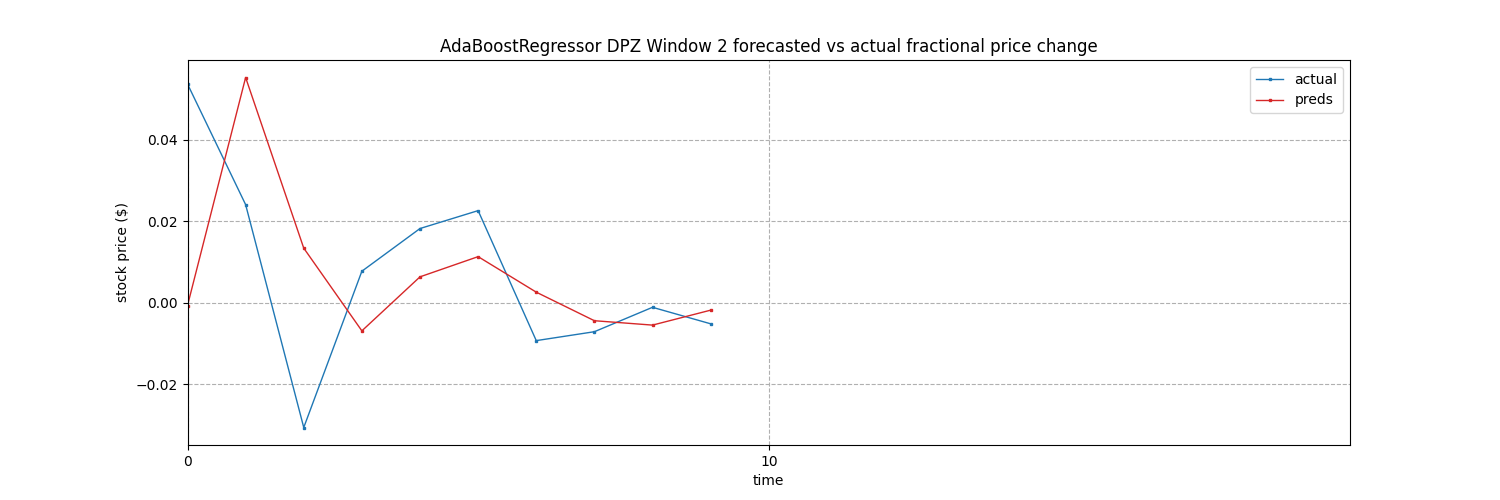 AdaBoostRegressor DPZ Window 2 forecasted vs actual fractional price change
actual
preds
0.04
0.02
0.00
−0.02
stock price ($)
0
10
time